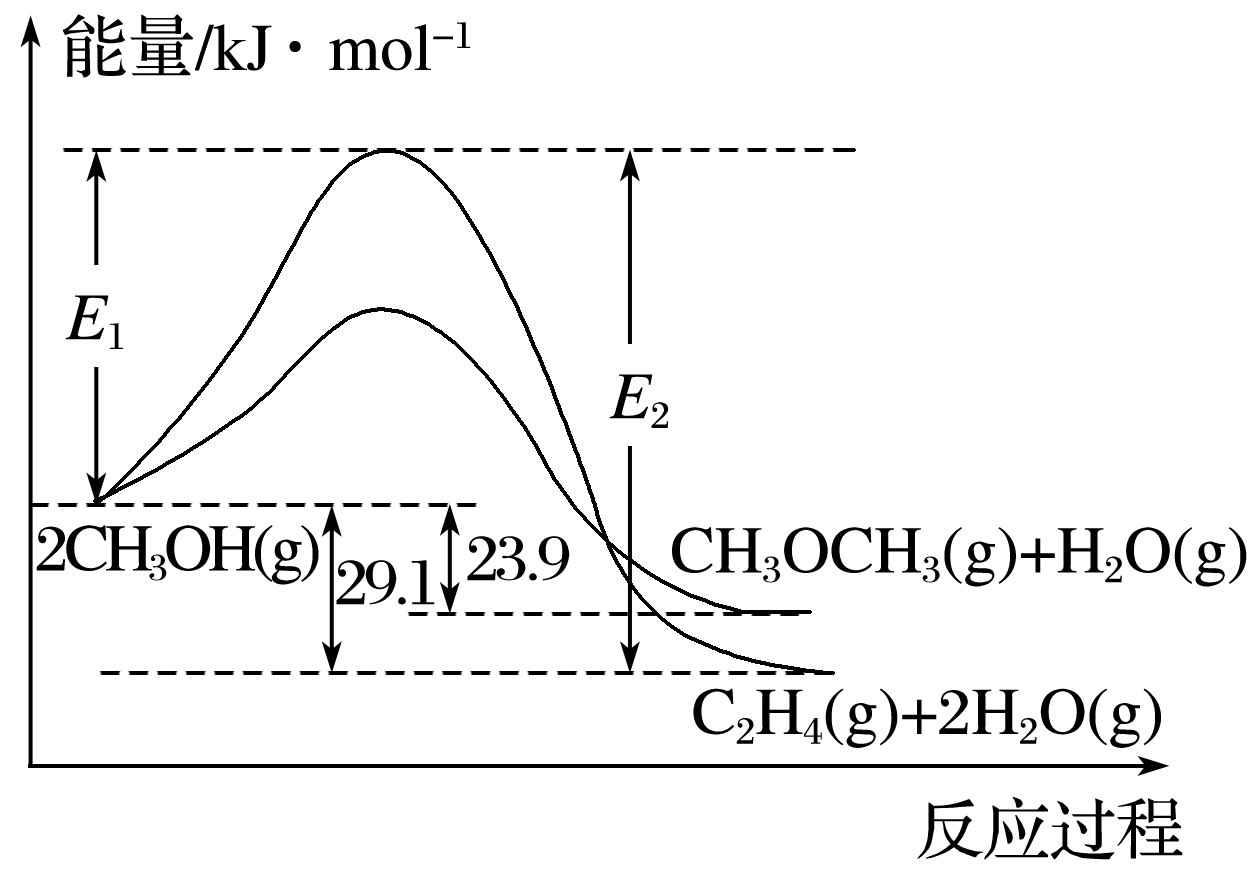 能量/kJ· mol⁻¹
E₁
E₂
2CH₃OH(g)
29.1
23.9
CH₃OCH₃(g)+H₂O(g)
C₂H₄(g)+2H₂O(g)
反应过程